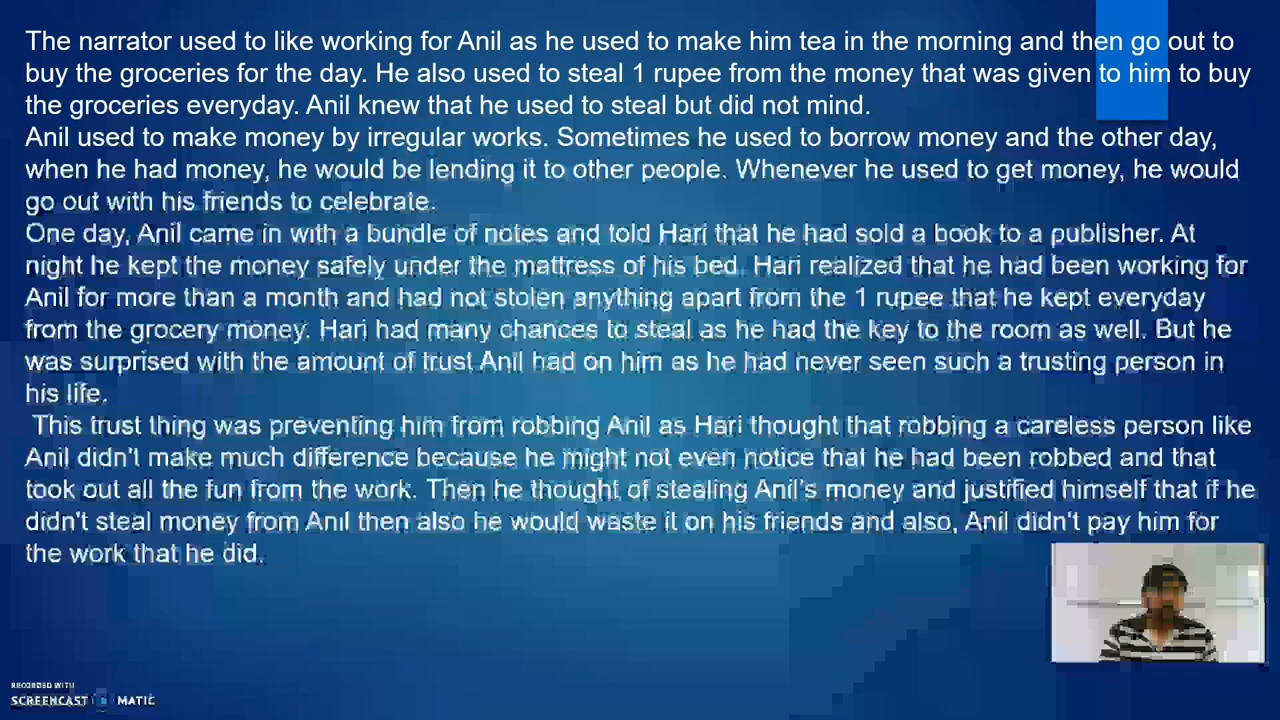 The narrator used to like working for Anil as he used to make him tea in the morning and then go out to
buy the groceries for the day. He also used to steal 1 rupee from the money that was given to him to buy
the groceries everyday. Anil knew that he used to steal but did not mind.
Anil used to make money by irregular works. Sometimes he used to borrow money and the other day,
when he had money, he would be lending it to other people. Whenever he used to get money, he would
go out with his friends to celebrate.
One day, Anil came in with a bundle of notes and told Hari that he had sold a book to a publisher. At
night he kept the money safely under the mattress of his bed. Hari realized that he had been working for
Anil for more than a month and had not stolen anything apart from the 1 rupee that he kept everyday
from the grocery money. Hari had many chances to steal as he had the key to the room as well. But he
was surprised with the amount of trust Anil had on him as he had never seen such a trusting person in
his life.
This trust thing was preventing him from robbing Anil as Hari thought that robbing a careless person like
Anil didn't make much difference because he might not even notice that he had been robbed and that
took out all the fun from the work. Then he thought of stealing Anil's money and justified himself that if he
didn't steal money from Anil then also he would waste it on his friends and also, Anil didn't pay him for
the work that he did.
RECORDED WITH
SCREENCAST MATIC